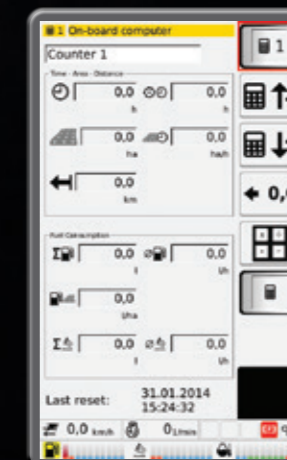 1 On-board computer
Counter 1
1
Time - Area - Distance
0,0 0,0
h h
0,0 0,0
ha ha/h
0,0
km
0,0
Fuel Consumption
Σ 0,0 ⌀ 0,0
l l/h
0,0
l/ha
Σ 0,0 ⌀ 0,0
l l/h
Last reset: 31.01.2014
15:24:32
0,0 km/h 0 1/min